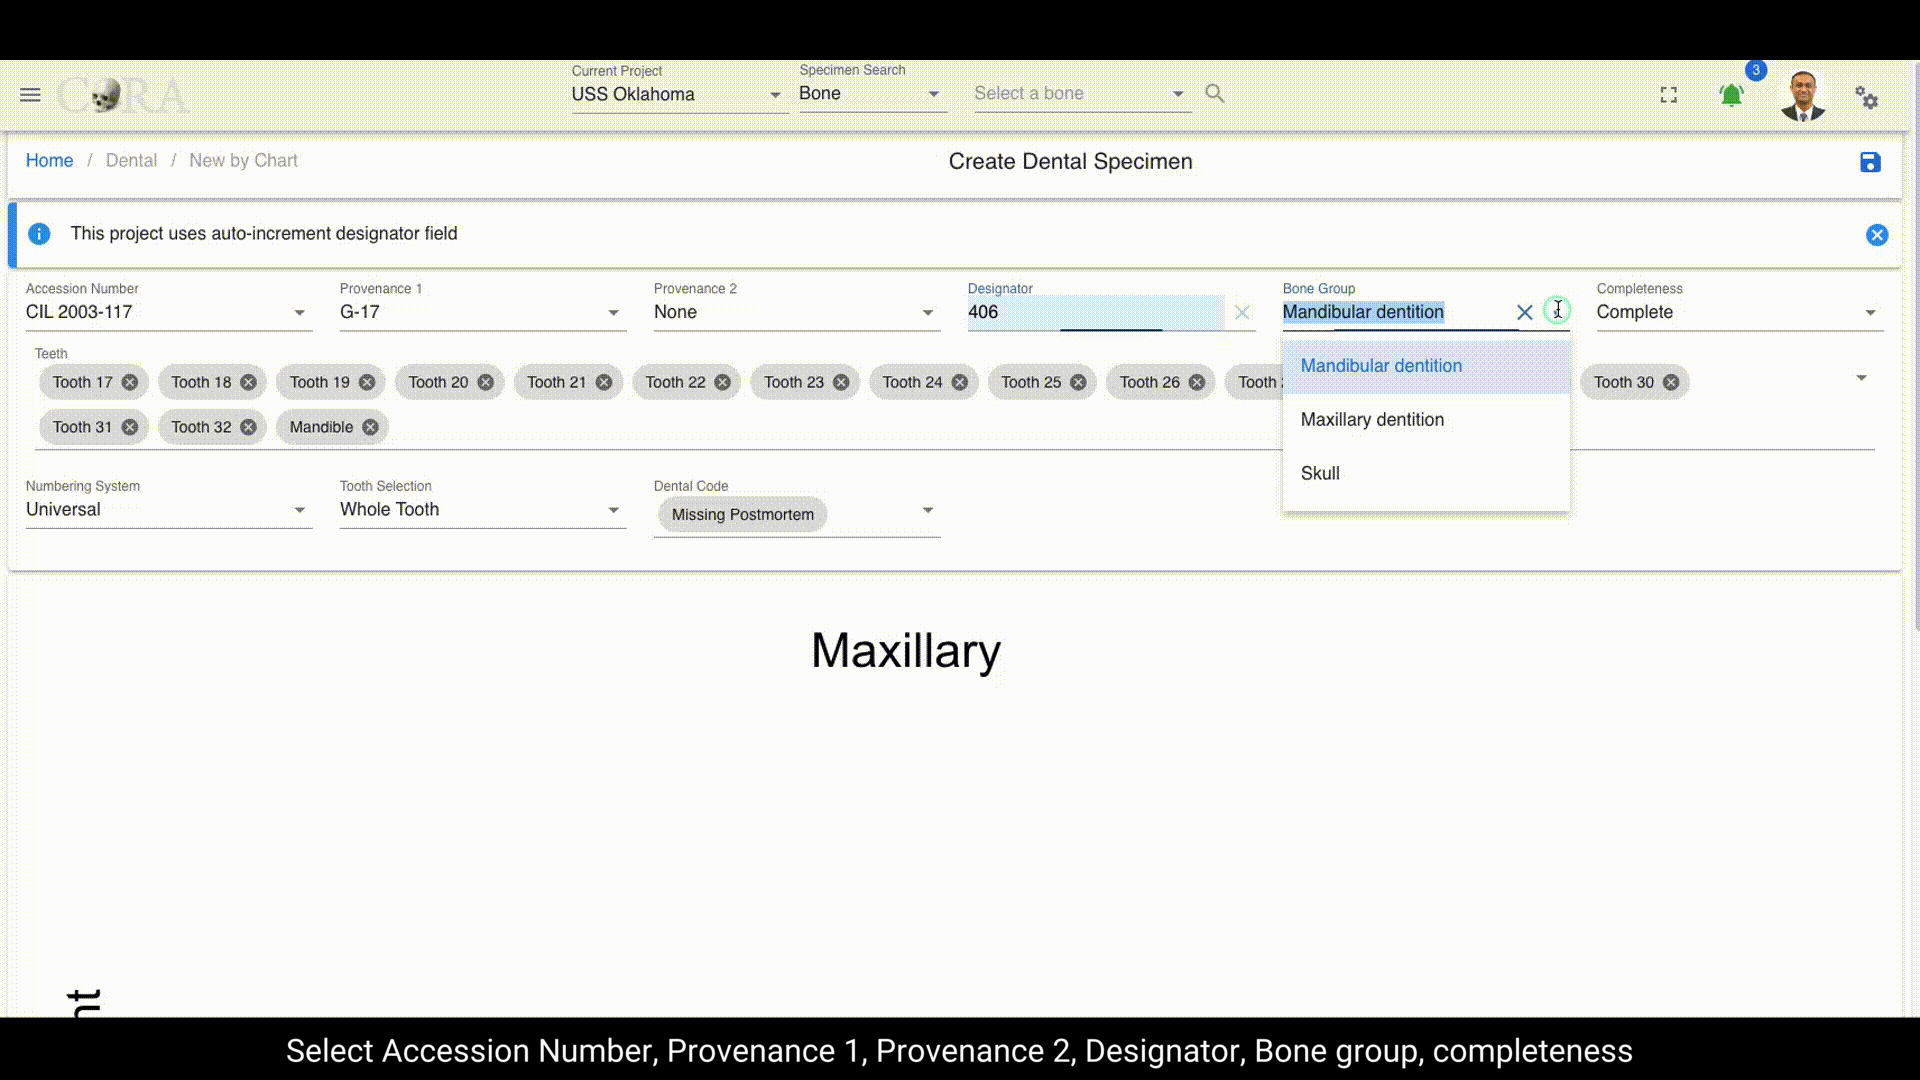 CORA
Current Project
USS Oklahoma
Specimen Search
Bone
Select a bone
3
Home / Dental / New by Chart
Create Dental Specimen
This project uses auto-increment designator field
Accession Number
CIL 2003-117
Provenance 1
G-17
Provenance 2
None
Designator
406
Bone Group
Mandibular dentition
Completeness
Complete
Mandibular dentition
Maxillary dentition
Skull
Teeth
Tooth 17 Tooth 18 Tooth 19 Tooth 20 Tooth 21 Tooth 22 Tooth 23 Tooth 24 Tooth 25 Tooth 26 Tooth Tooth 30
Tooth 31 Tooth 32 Mandible
Numbering System
Universal
Tooth Selection
Whole Tooth
Dental Code
Missing Postmortem
Maxillary
nt
Select Accession Number, Provenance 1, Provenance 2, Designator, Bone group, completeness